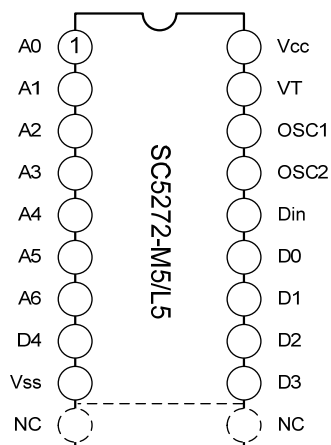 A0 1 Vcc
A1 VT
A2 OSC1
A3 OSC2
A4 Din
A5 D0
A6 D1
D4 D2
Vss D3
NC NC
SC5272-M5/L5